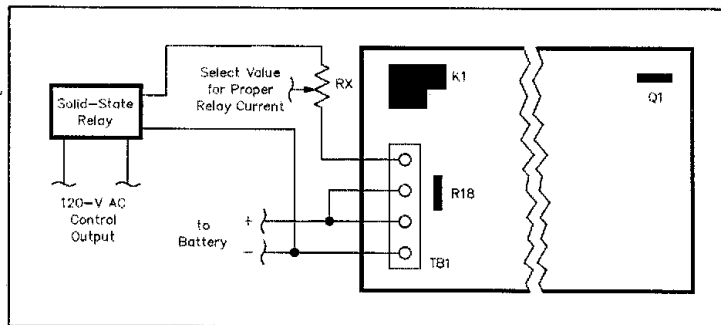 Solid-State
Relay
120-V AC
Control
Output
Select Value
for Proper
Relay Current
RX
to
Battery
+
-
K1
R18
TB1
Q1